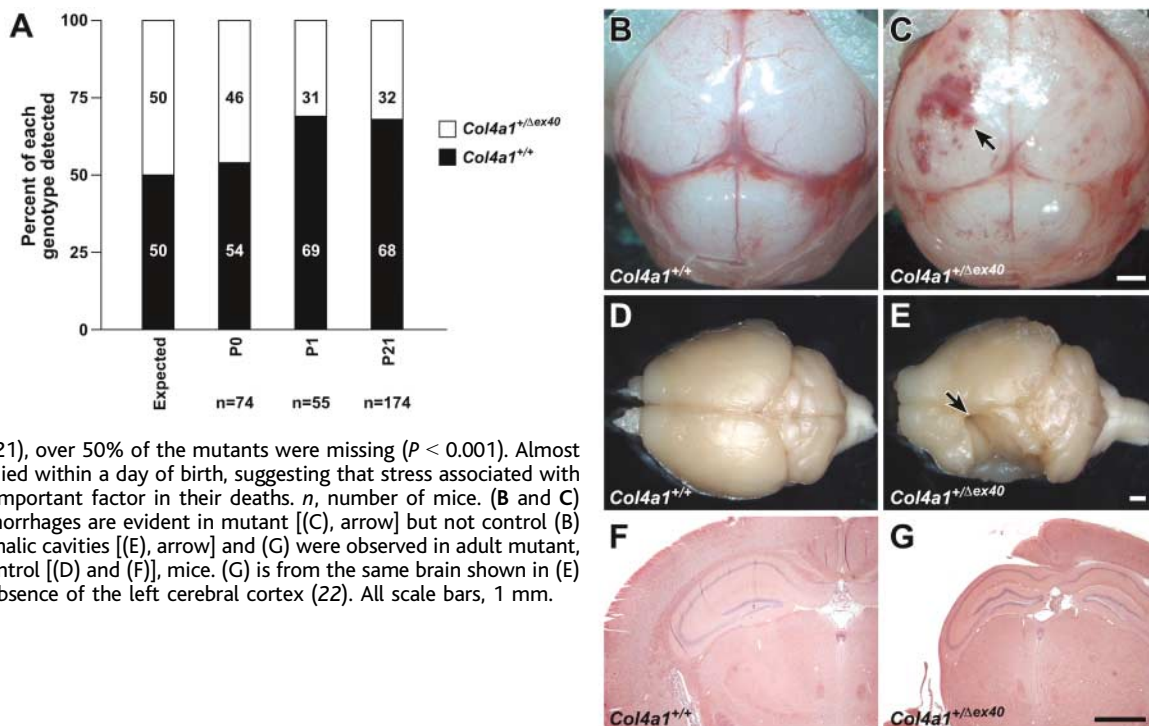 A
100
75
50
25
0
Percent of each
genotype detected
50
46
31
32
50
54
69
68
Expected
P0
P1
P21
n=74
n=55
n=174
Col4a1+/Δex40
Col4a1+/+
21), over 50% of the mutants were missing (P < 0.001). Almost
ied within a day of birth, suggesting that stress associated with
mportant factor in their deaths. n, number of mice. (B and C)
orrhages are evident in mutant [(C), arrow] but not control (B)
nalic cavities [(E), arrow] and (G) were observed in adult mutant,
ntrol [(D) and (F)], mice. (G) is from the same brain shown in (E)
bsence of the left cerebral cortex (22). All scale bars, 1 mm.
B
Col4a1+/+
C
Col4a1+/Δex40
D
Col4a1+/+
E
Col4a1+/Δex40
F
Col4a1+/+
G
Col4a1+/Δex40